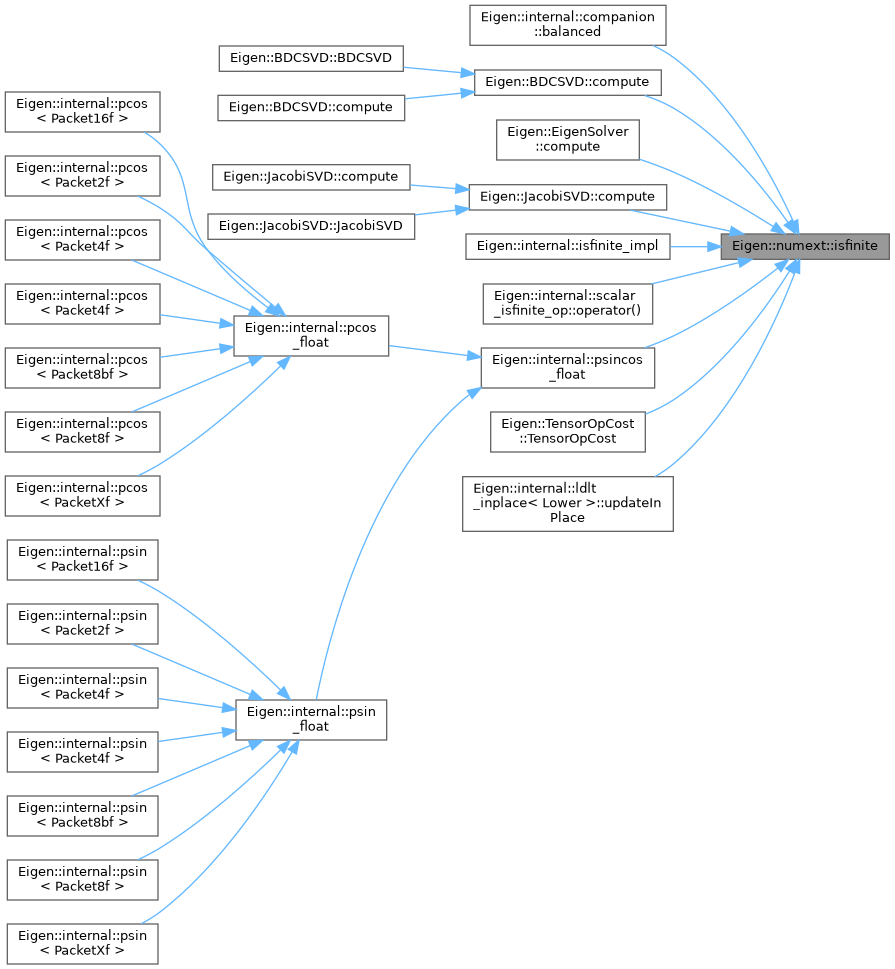 Eigen::internal::companion
::balanced
Eigen::BDCSVD::BDCSVD
Eigen::BDCSVD::compute
Eigen::BDCSVD::compute
Eigen::EigenSolver
::compute
Eigen::JacobiSVD::compute
Eigen::JacobiSVD::compute
Eigen::JacobiSVD::JacobiSVD
Eigen::numext::isfinite
Eigen::internal::isfinite_impl
Eigen::internal::scalar
_isfinite_op::operator()
Eigen::internal::psincos
_float
Eigen::TensorOpCost
::TensorOpCost
Eigen::internal::ldlt
_inplace< Lower >::updateIn
Place
Eigen::internal::pcos
_float
Eigen::internal::pcos
< Packet16f >
Eigen::internal::pcos
< Packet2f >
Eigen::internal::pcos
< Packet4f >
Eigen::internal::pcos
< Packet4f >
Eigen::internal::pcos
< Packet8bf >
Eigen::internal::pcos
< Packet8f >
Eigen::internal::pcos
< PacketXf >
Eigen::internal::psin
_float
Eigen::internal::psin
< Packet16f >
Eigen::internal::psin
< Packet2f >
Eigen::internal::psin
< Packet4f >
Eigen::internal::psin
< Packet4f >
Eigen::internal::psin
< Packet8bf >
Eigen::internal::psin
< Packet8f >
Eigen::internal::psin
< PacketXf >